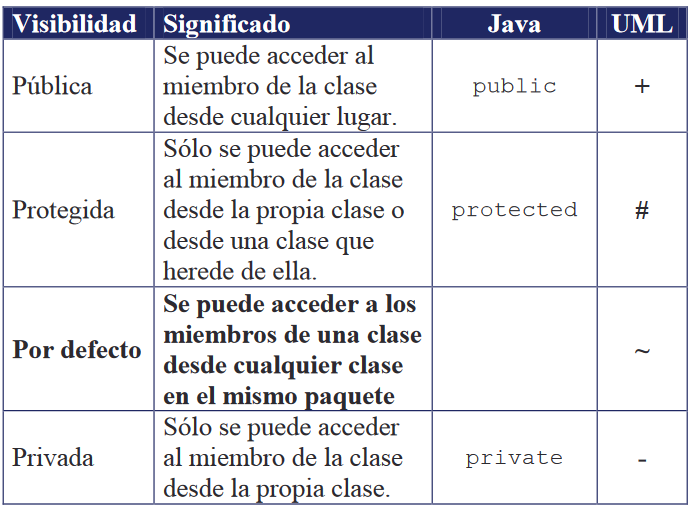 Visibilidad Significado Java UML
Se puede acceder al
Pública miembro de la clase public +
desde cualquier lugar.
Sólo se puede acceder
al miembro de la clase
Protegida desde la propia clase o protected #
desde una clase que
herede de ella.
Se puede acceder a los
miembros de una clase
Por defecto desde cualquier clase ~
en el mismo paquete
Sólo se puede acceder
Privada al miembro de la clase private -
desde la propia clase.